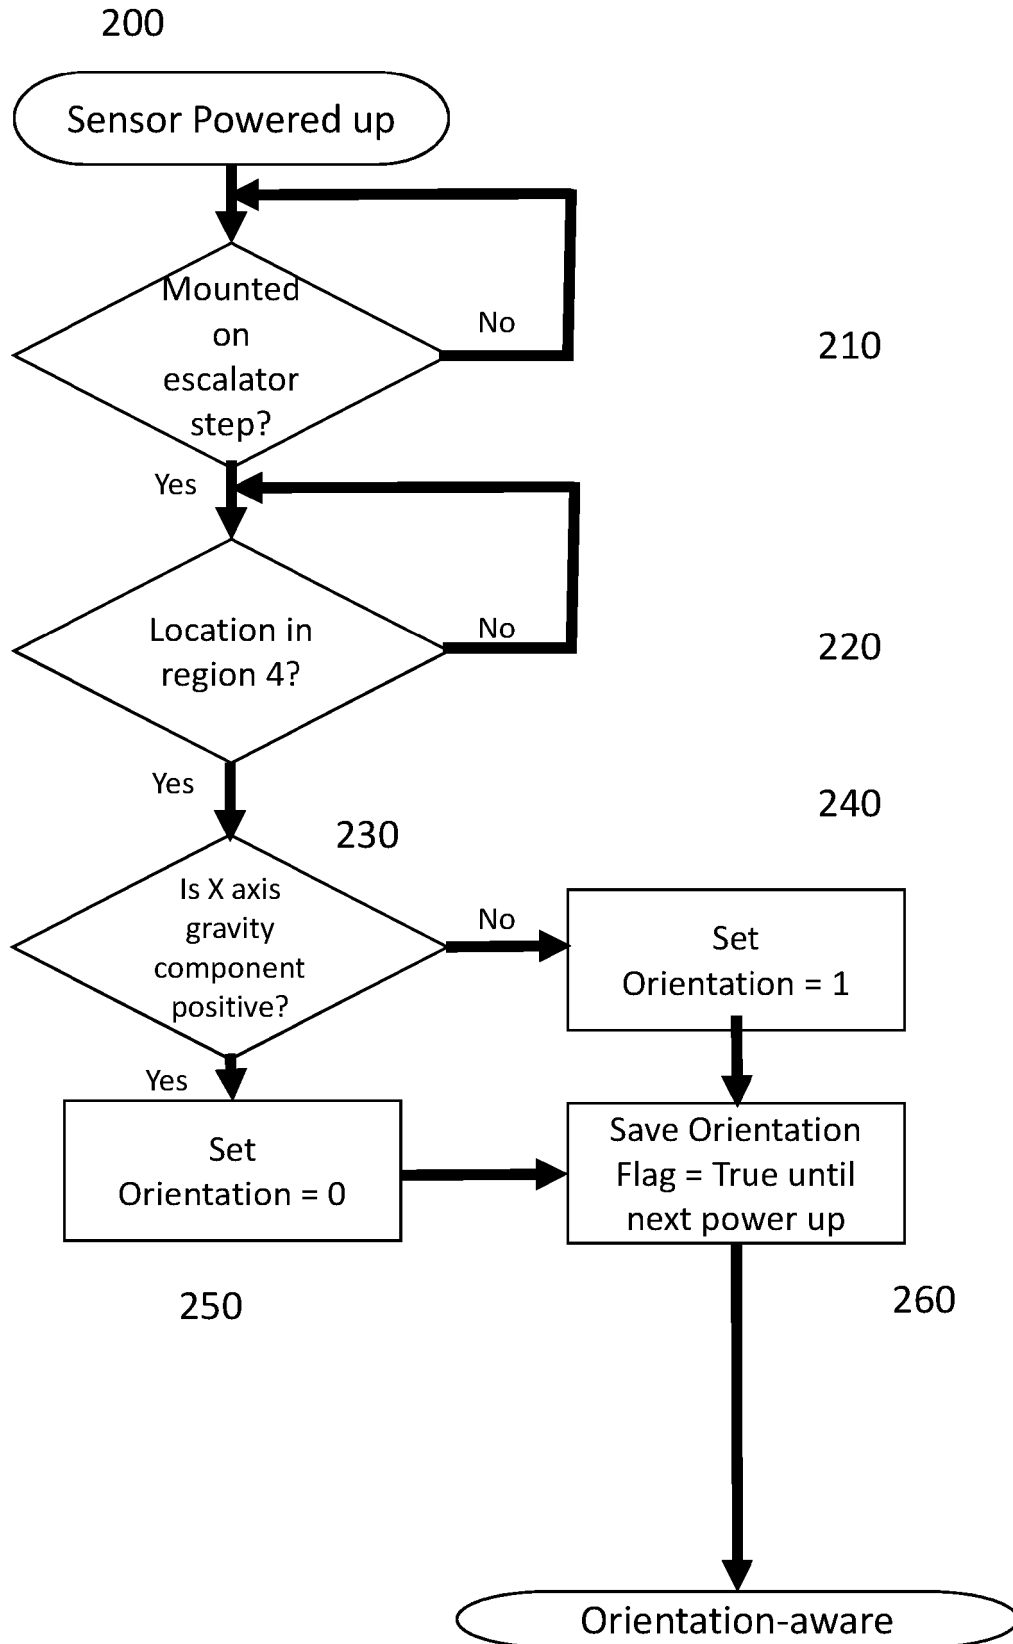 200
Sensor Powered up
Mounted
on
escalator
step?
No
210
Yes
Location in
region 4?
No
220
Yes
230
240
Is X axis
gravity
component
positive?
No
Set
Orientation = 1
Yes
Set
Orientation = 0
Save Orientation
Flag = True until
next power up
250
260
Orientation-aware